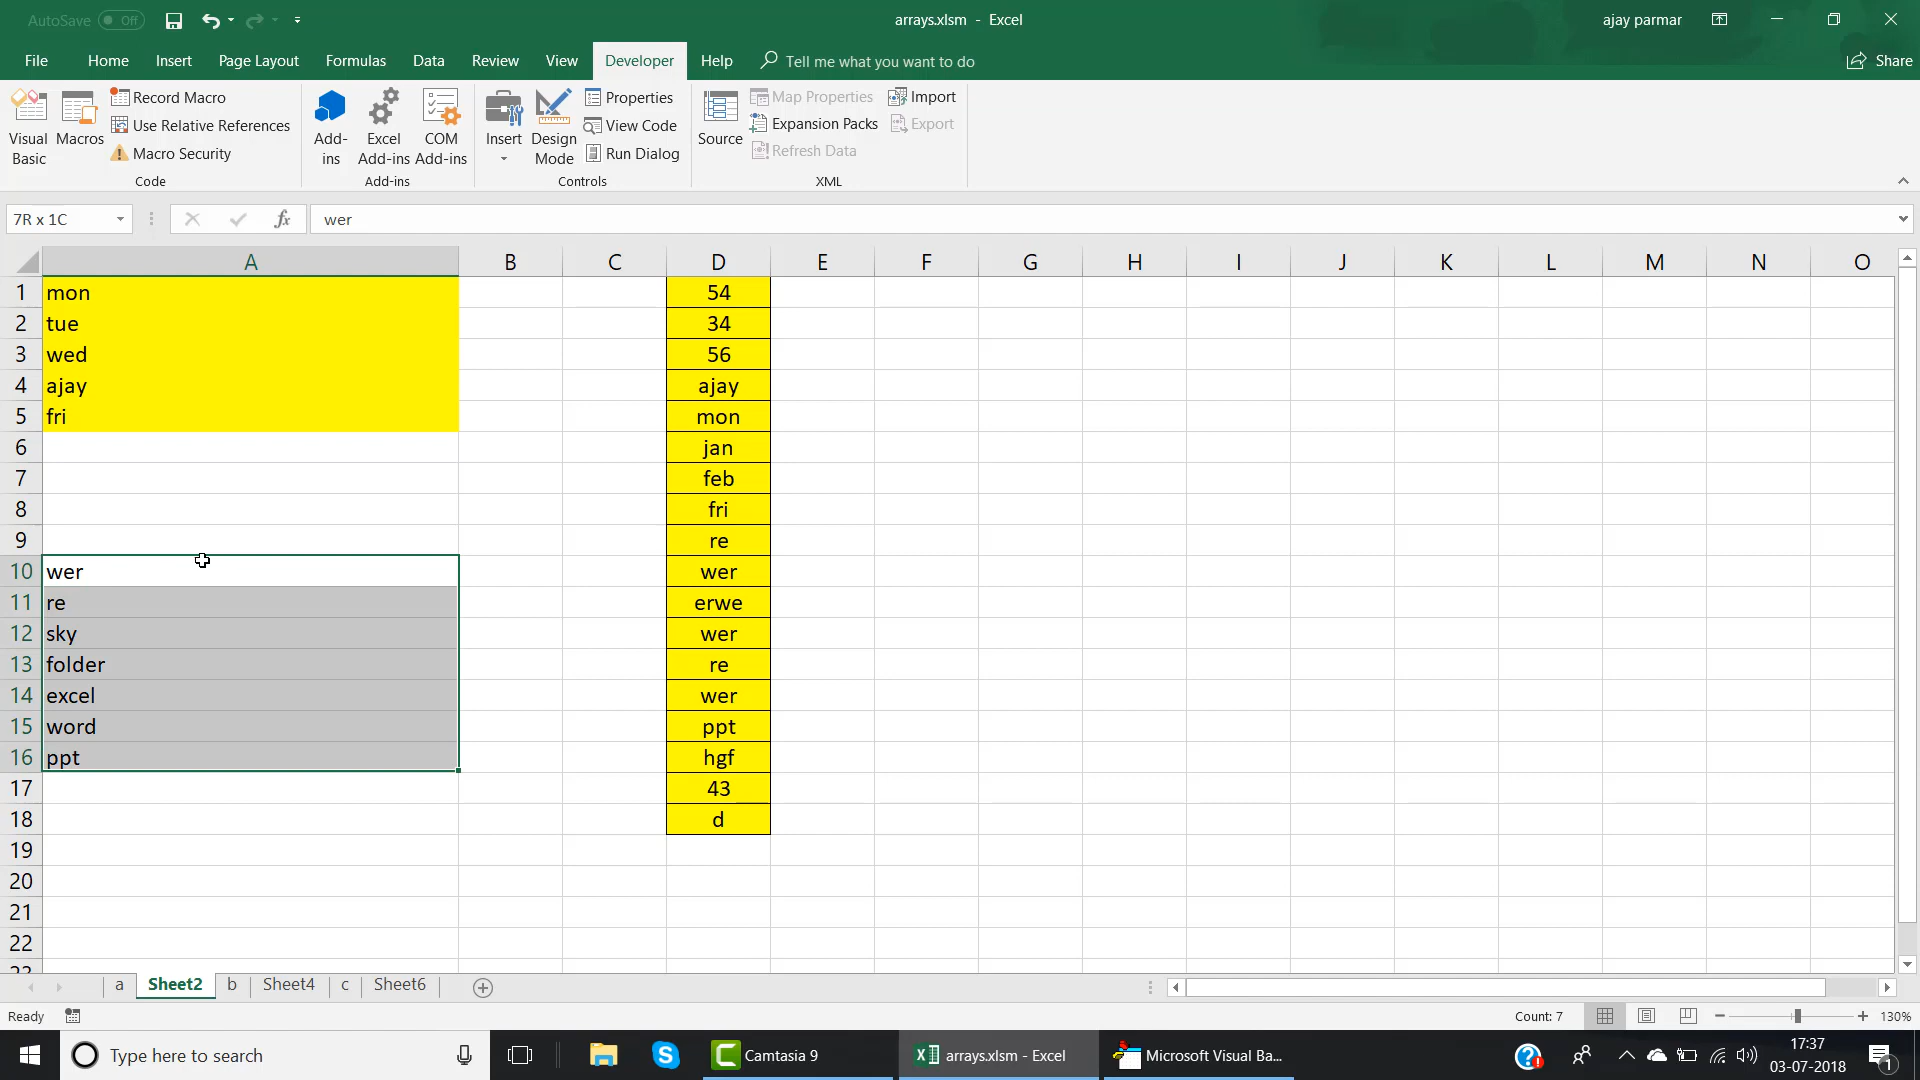 AutoSave Off
arrays.xlsm - Excel
ajay parmar
File Home Insert Page Layout Formulas Data Review View Developer Help Tell me what you want to do Share
Visual Basic
Macros
Record Macro
Use Relative References
Macro Security
Code
Add-ins
Excel Add-ins
COM Add-ins
Add-ins
Insert
Design Mode
Properties
View Code
Run Dialog
Controls
Source
Map Properties
Expansion Packs
Refresh Data
Import
Export
XML
7R x 1C fx wer
A B C D E F G H I J K L M N O
1 mon 54
2 tue 34
3 wed 56
4 ajay ajay
5 fri mon
6 jan
7 feb
8 fri
9 re
10 wer wer
11 re erwe
12 sky wer
13 folder re
14 excel wer
15 word ppt
16 ppt hgf
17 43
18 d
19
20
21
22
23
a Sheet2 b Sheet4 c Sheet6
Ready Count: 7 130%
Type here to search
Camtasia 9
arrays.xlsm - Excel
Microsoft Visual Ba...
17:37
03-07-2018
1